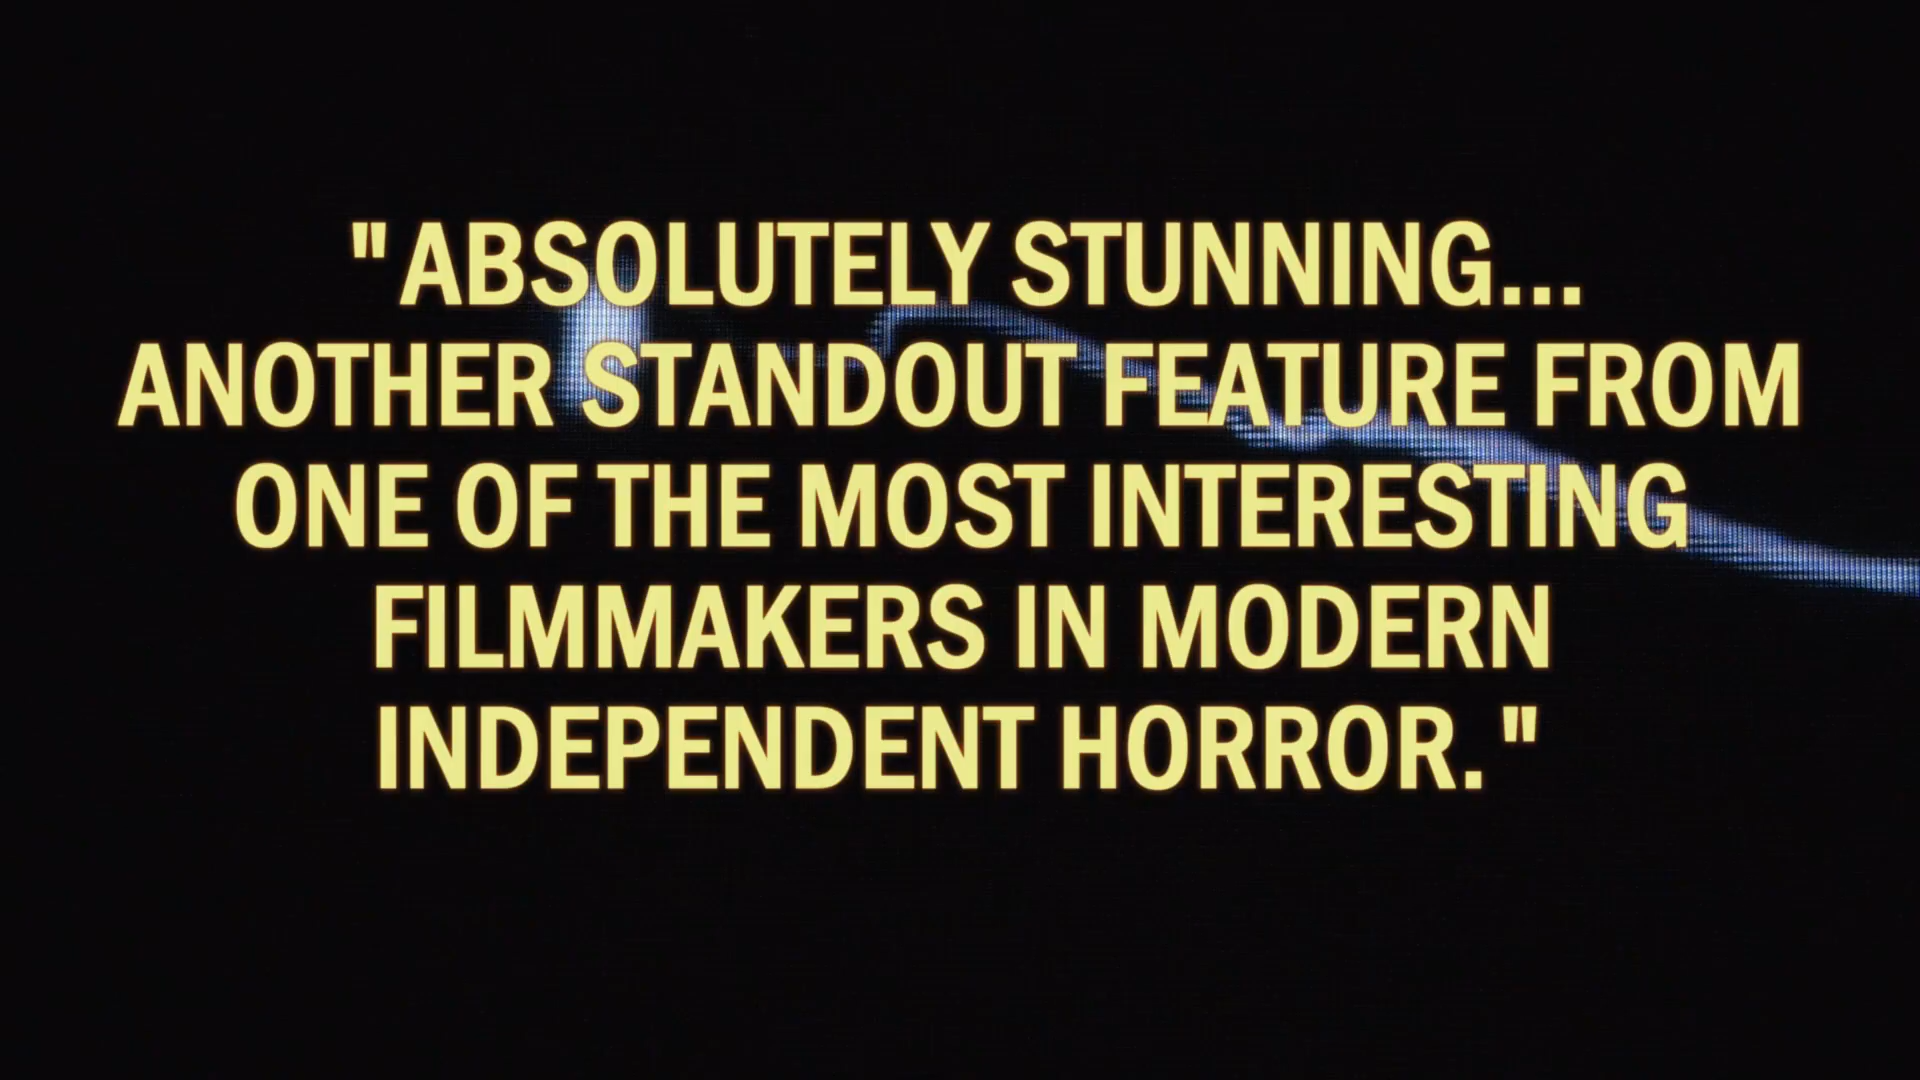 "ABSOLUTELY STUNNING...
ANOTHER STANDOUT FEATURE FROM
ONE OF THE MOST INTERESTING
FILMMAKERS IN MODERN
INDEPENDENT HORROR."